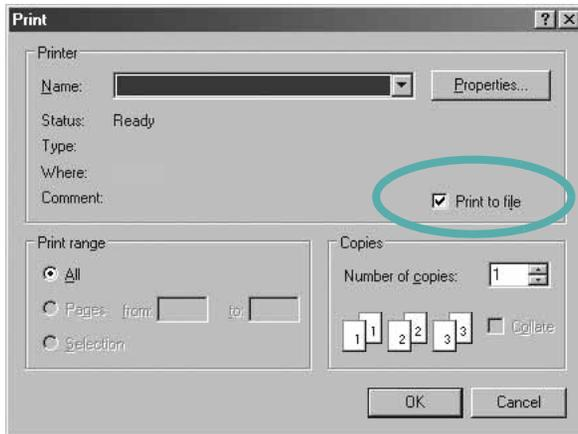 Print
Printer
Name:
Properties...
Status: Ready
Type:
Where:
Comment:
Print to file
Print range
All
Pages from: to:
Selection
Copies
Number of copies: 1
1 1 2 2 3 3
Collate
OK Cancel